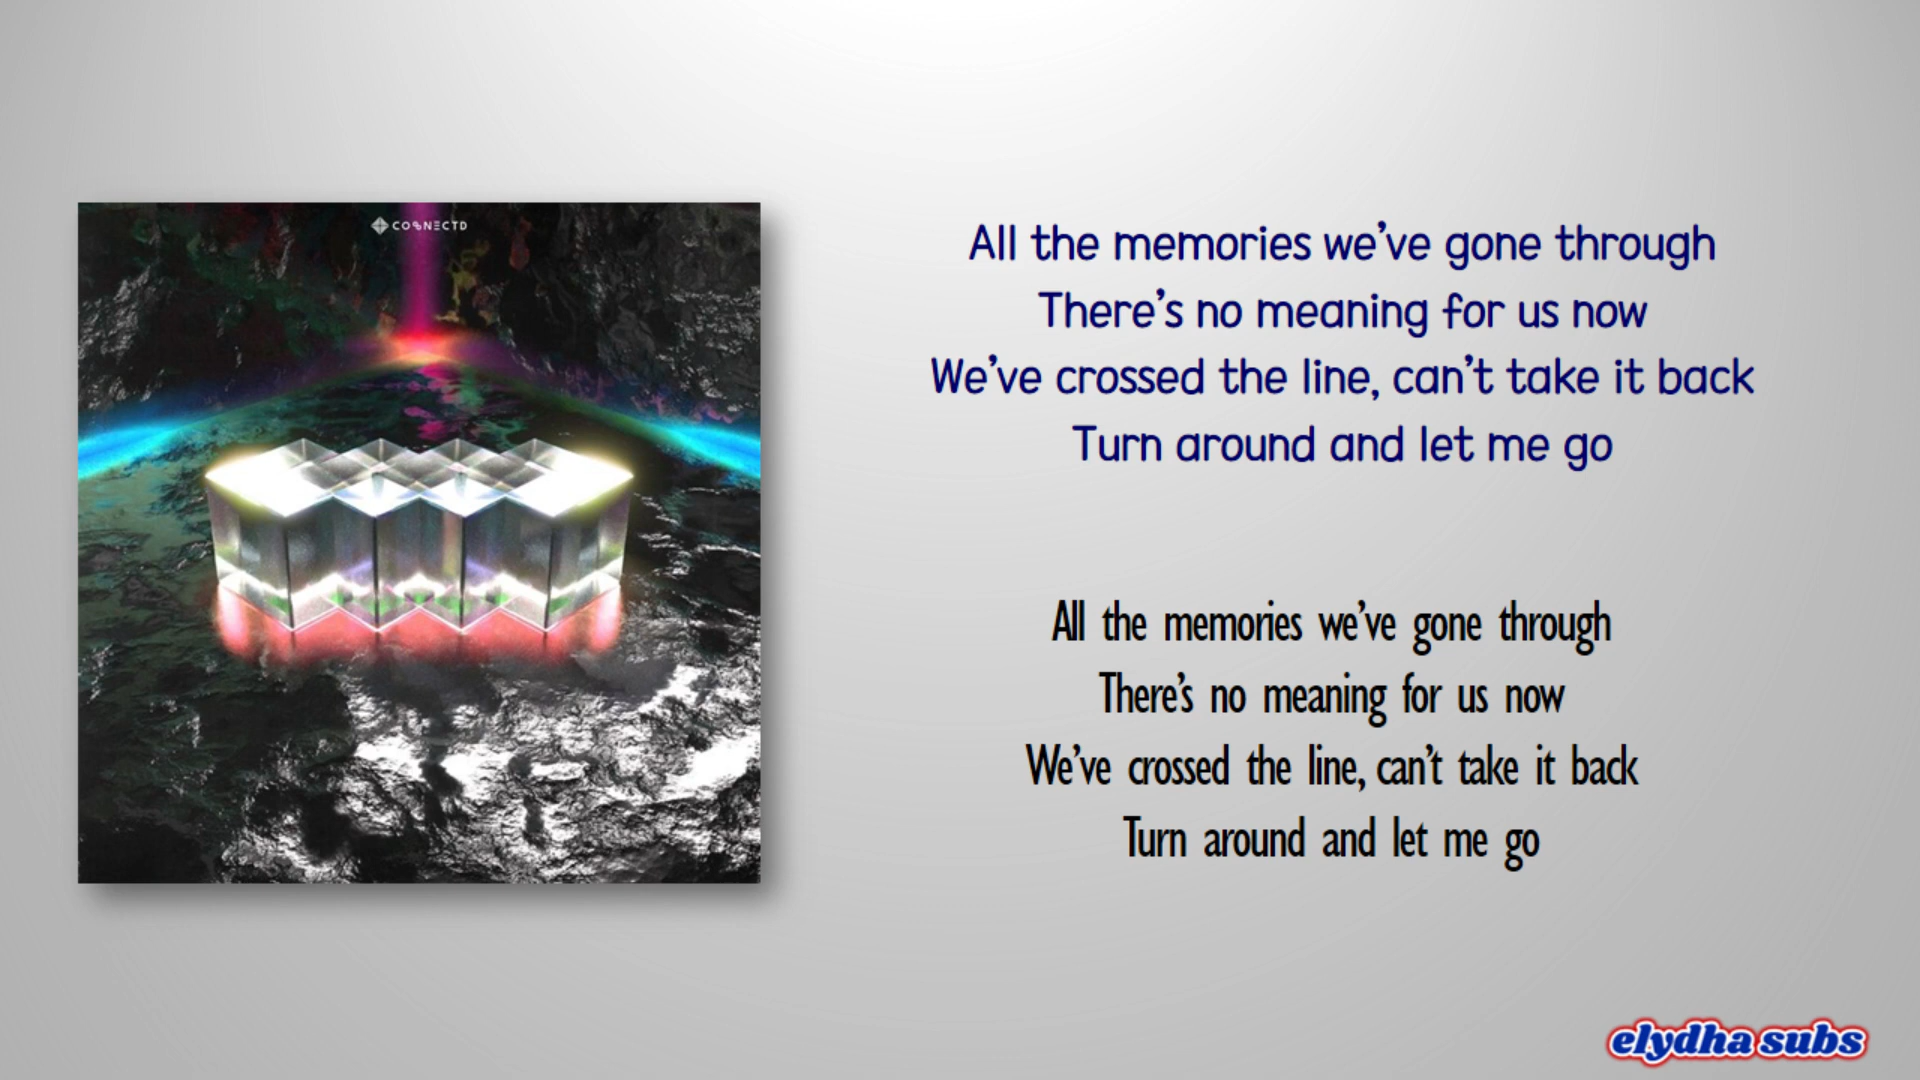 CONNECTD
All the memories we've gone through
There's no meaning for us now
We've crossed the line, can't take it back
Turn around and let me go
All the memories we've gone through
There's no meaning for us now
We've crossed the line, can't take it back
Turn around and let me go
elydha subs